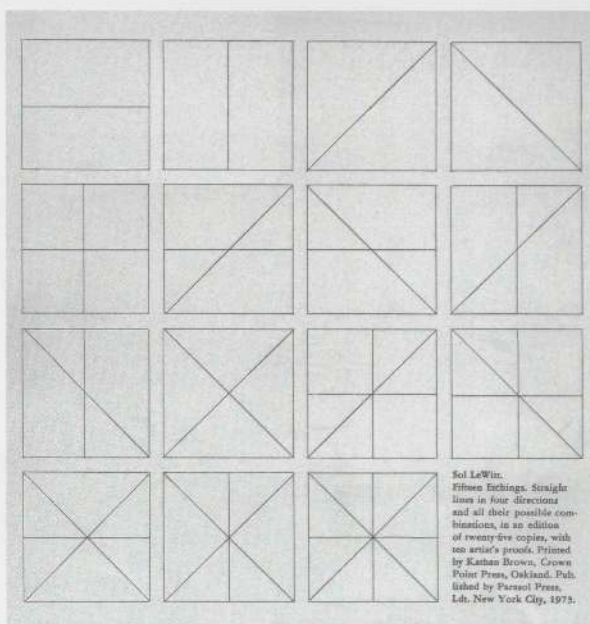 Sol LeWitt.
Fifteen Etchings. Straight
lines in four directions
and all their possible com-
binations, in an edition
of twenty-five copies, with
ten artist's proofs. Printed
by Kathan Brown, Crown
Point Press, Oakland. Pub-
lished by Parasol Press,
Ldt. New York City, 1973.